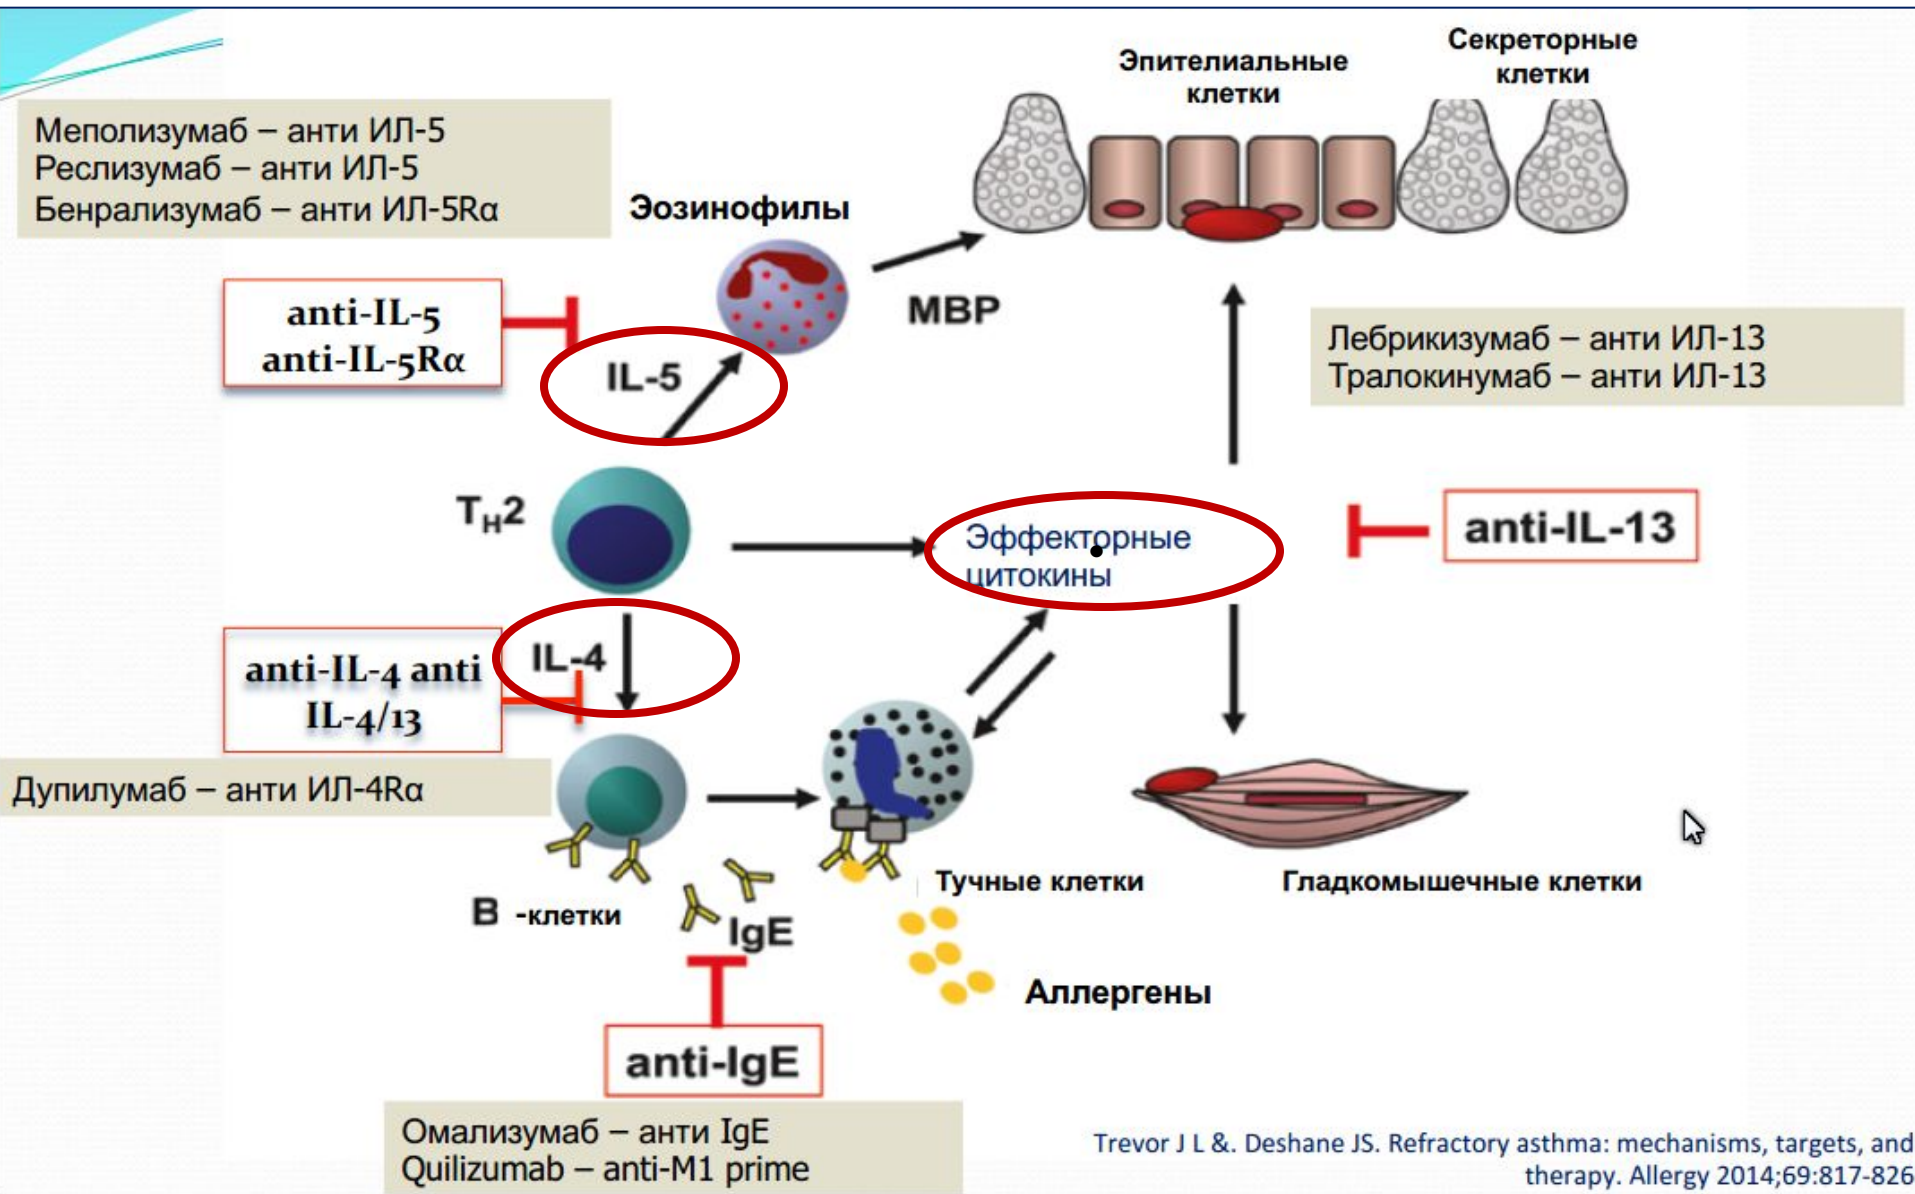 Эпителиальные
клетки
Секреторные
клетки
Меполизумаб – анти ИЛ-5
Реслизумаб – анти ИЛ-5
Бенрализумаб – анти ИЛ-5Rα
Эозинофилы
anti-IL-5
anti-IL-5Rα
IL-5
MBP
Лебрикизумаб – анти ИЛ-13
Тралокинумаб – анти ИЛ-13
TH2
Эффекторные
цитокины
anti-IL-13
anti-IL-4 anti
IL-4/13
IL-4
Дупилумаб – анти ИЛ-4Rα
В -клетки
IgE
Тучные клетки
Гладкомышечные клетки
Аллергены
anti-IgE
Омализумаб – анти IgE
Quilizumab – anti-M1 prime
Trevor J L &. Deshane JS. Refractory asthma: mechanisms, targets, and
therapy. Allergy 2014;69:817-826